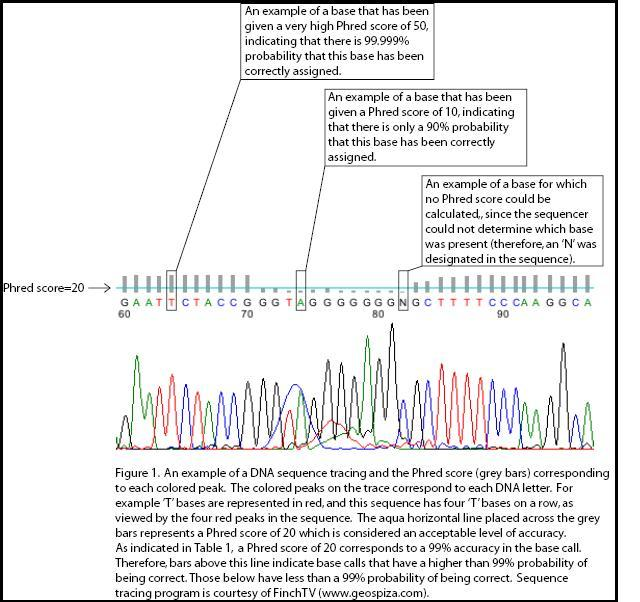 An example of a base that has been
given a very high Phred score of 50,
indicating that there is 99.999%
probability that this base has been
correctly assigned.
An example of a base that has been
given a Phred score of 10, indicating
that there is only a 90% probability
that this base has been correctly
assigned.
An example of a base for which
no Phred score could be
calculated,, since the sequencer
could not determine which base
was present (therefore, an 'N' was
designated in the sequence).
Phred score=20
G A A T T C T A C C G G G T A G G G G G G G N G C T T T T C C C A A G G C A
60 70 75 80 90
Figure 1. An example of a DNA sequence tracing and the Phred score (grey bars) corresponding
to each colored peak. The colored peaks on the trace correspond to each DNA letter. For
example 'T' bases are represented in red, and this sequence has four 'T' bases on a row, as
viewed by the four red peaks in the sequence. The aqua horizontal line placed across the grey
bars represents a Phred score of 20 which is considered an acceptable level of accuracy.
As indicated in Table 1, a Phred score of 20 corresponds to a 99% accuracy in the base call.
Therefore, bars above this line indicate base calls that have a higher than 99% probability of
being correct. Those below have less than a 99% probability of being correct. Sequence
tracing program is courtesy of FinchTV (www.geospiza.com).